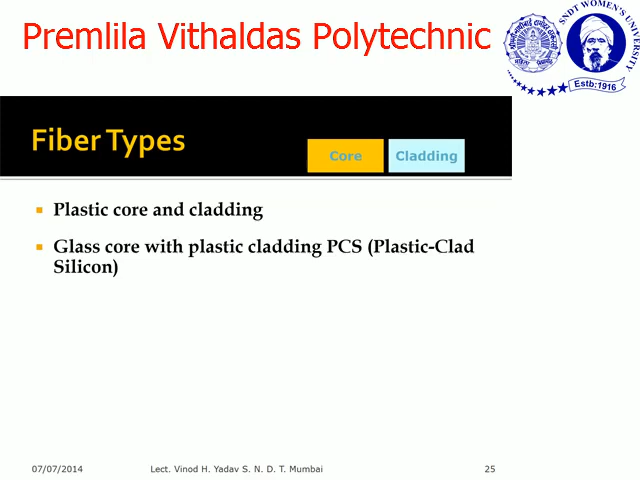 Premlila Vithaldas Polytechnic
SNDT WOMEN'S UNIVERSITY
Estb:1916
Fiber Types
Core
Cladding
Plastic core and cladding
Glass core with plastic cladding PCS (Plastic-Clad
Silicon)
07/07/2014
Lect. Vinod H. Yadav S. N. D. T. Mumbai
25